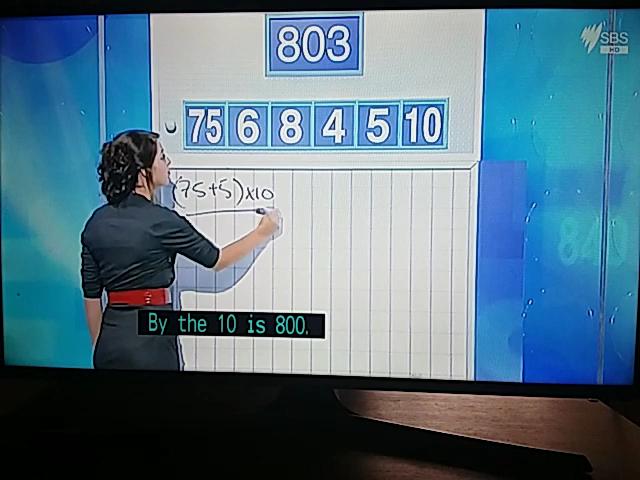 803
SBS
HD
75 6 8 4 5 10
(75+5)x10
By the 10 is 800.